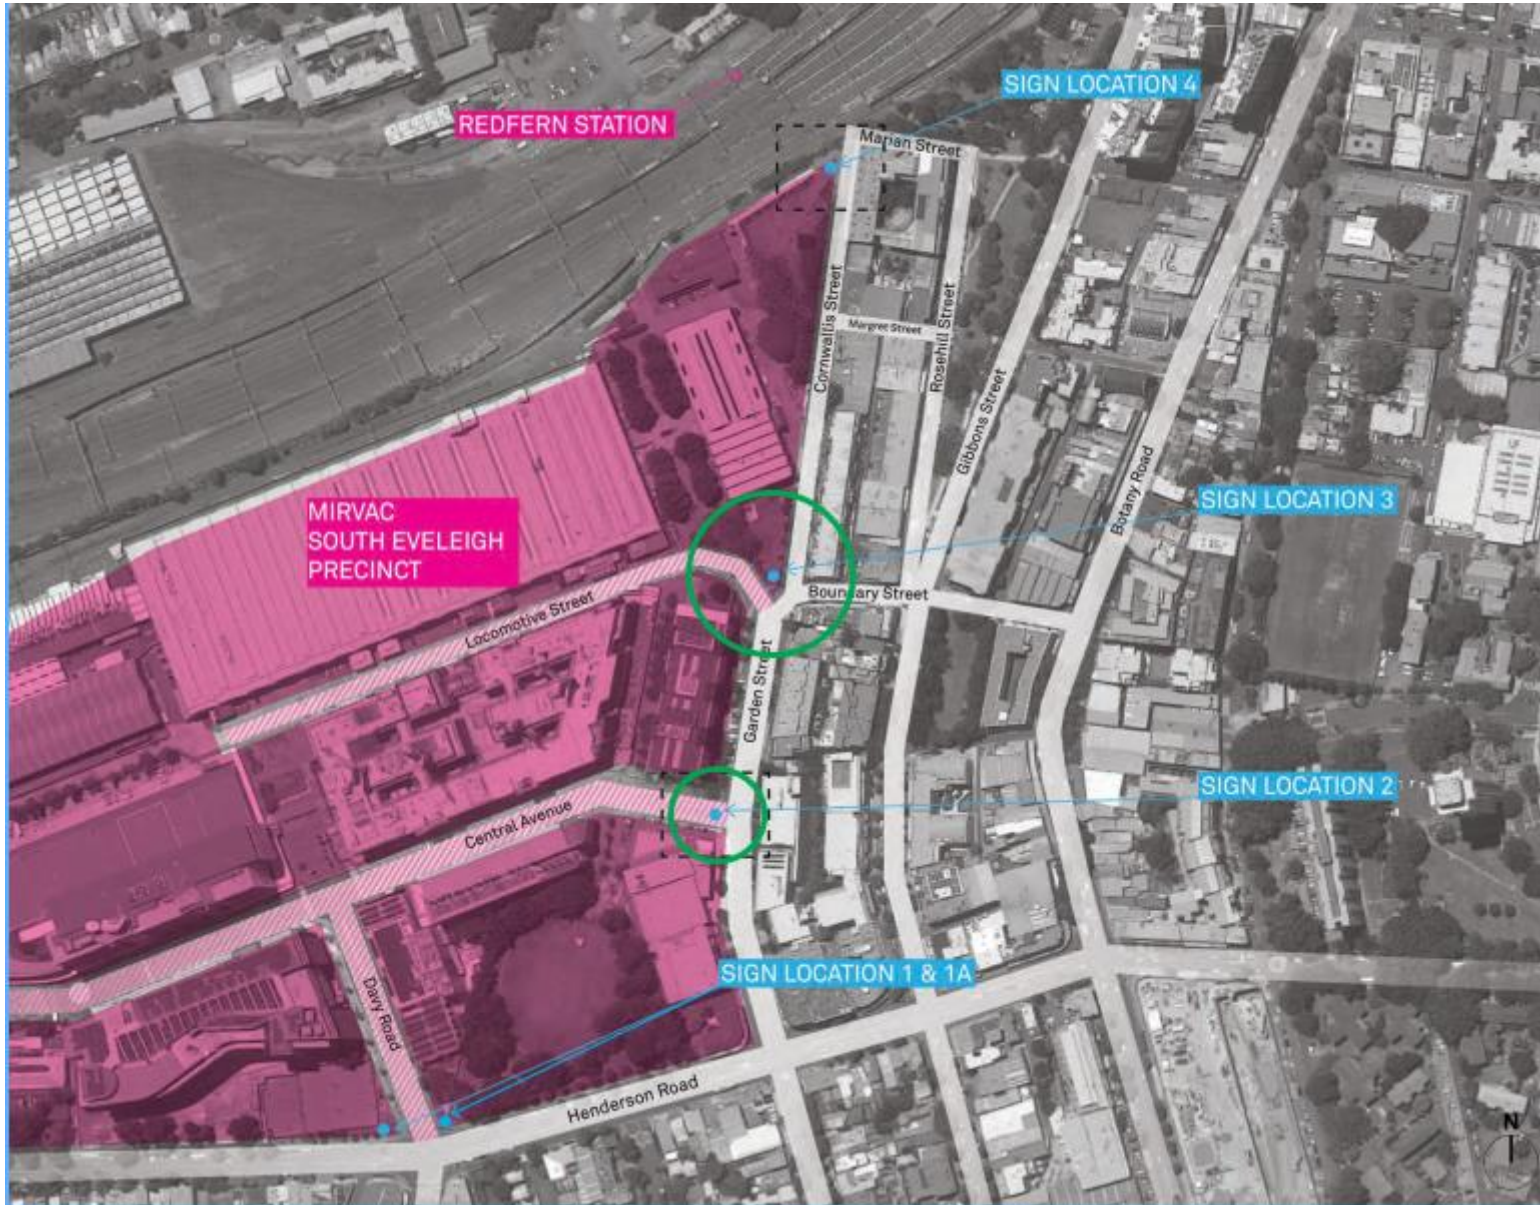 SIGN LOCATION 4
REDFERN STATION
Marian Street
Cornwallis Street
Margret Street
Rosehill Street
Gibbons Street
Botany Road
SIGN LOCATION 3
MIRVAC
SOUTH EVELEIGH
PRECINCT
Boundary Street
Locomotive Street
Garden Street
SIGN LOCATION 2
Central Avenue
SIGN LOCATION 1 & 1A
Davy Road
Henderson Road
N